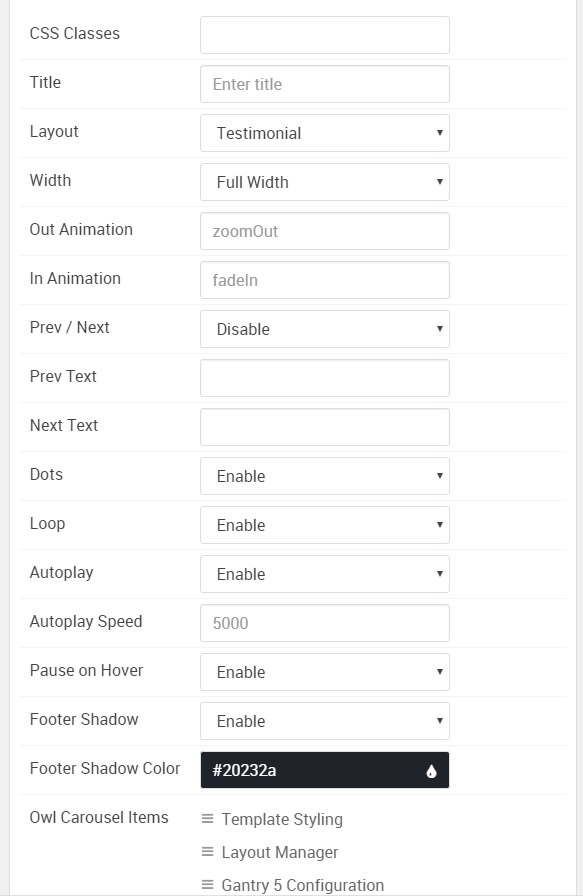 CSS Classes
Title Enter title
Layout Testimonial
Width Full Width
Out Animation zoomOut
In Animation fadeIn
Prev / Next Disable
Prev Text
Next Text
Dots Enable
Loop Enable
Autoplay Enable
Autoplay Speed 5000
Pause on Hover Enable
Footer Shadow Enable
Footer Shadow Color #20232a
Owl Carousel Items Template Styling
Layout Manager
Gantry 5 Configuration